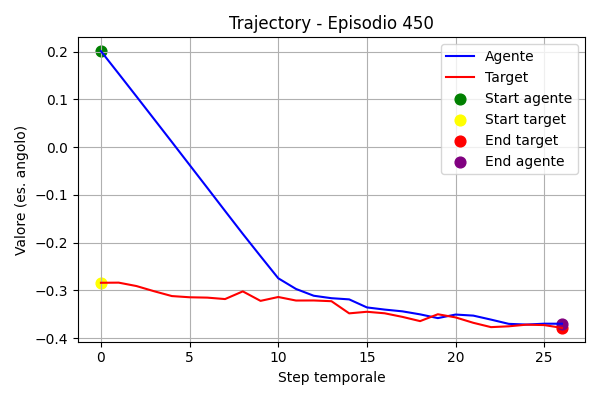 Trajectory - Episodio 450
Valore (es. angolo)
0.2
0.1
0.0
−0.1
−0.2
−0.3
−0.4
Agente
Target
Start agente
Start target
End target
End agente
0 5 10 15 20 25
Step temporale